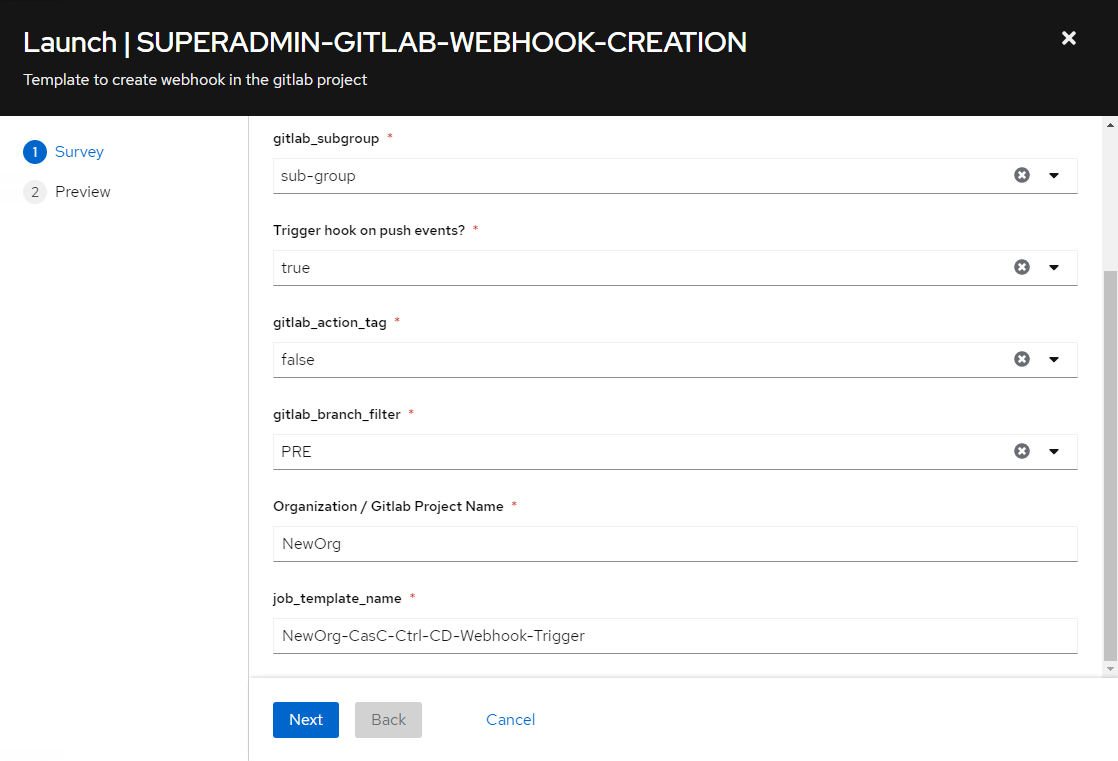 Launch | SUPERADMIN-GITLAB-WEBHOOK-CREATION
Template to create webhook in the gitlab project
1 Survey
2 Preview
gitlab_subgroup *
sub-group
Trigger hook on push events? *
true
gitlab_action_tag *
false
gitlab_branch_filter *
PRE
Organization / Gitlab Project Name *
NewOrg
job_template_name *
NewOrg-CasC-Ctrl-CD-Webhook-Trigger
Next Back Cancel